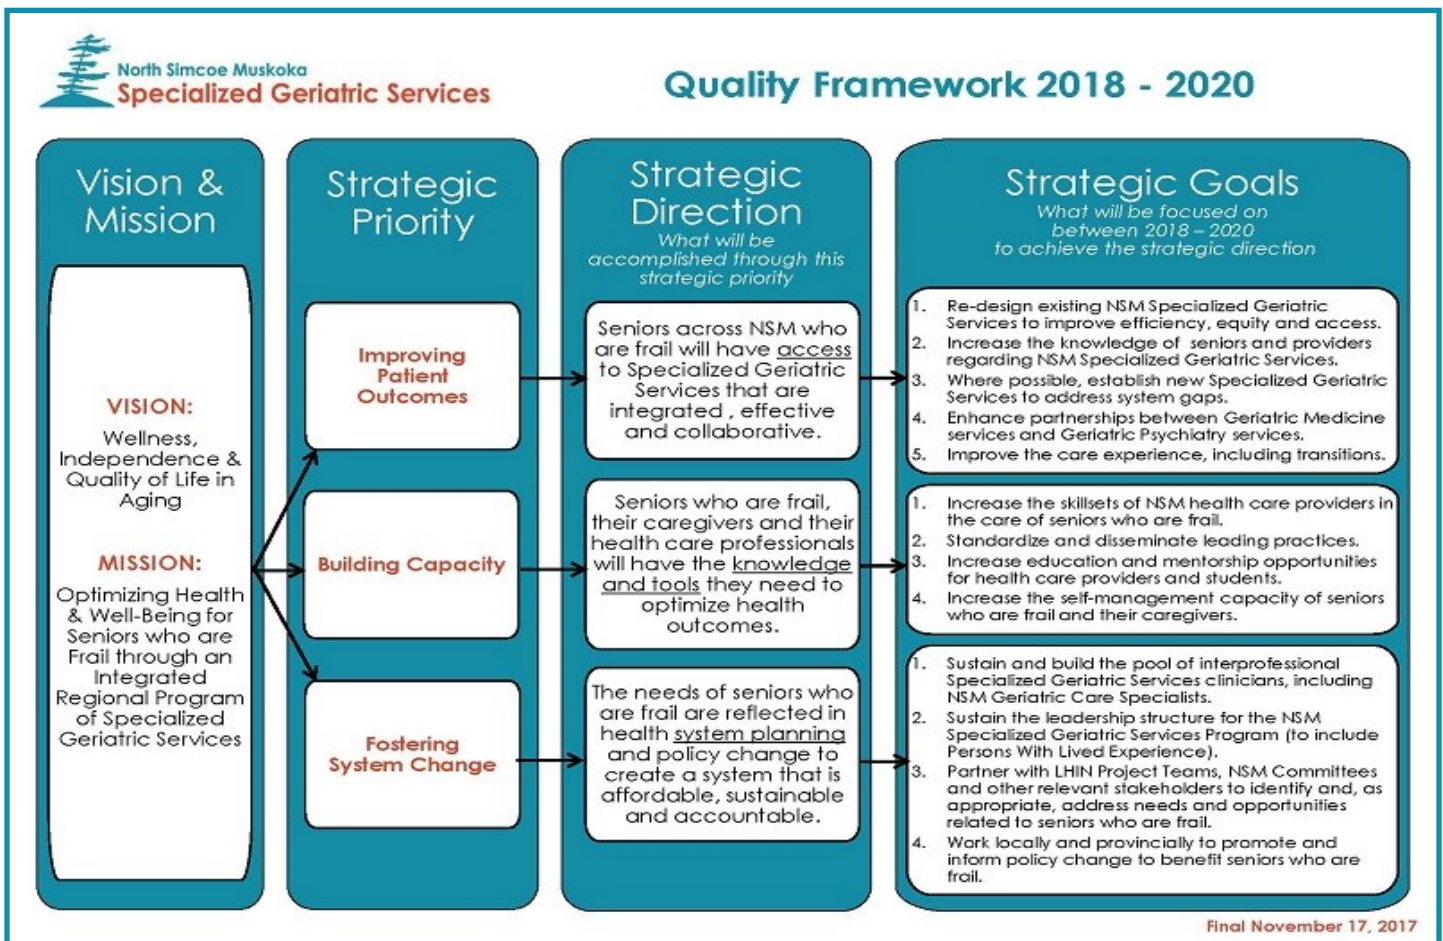 North Simcoe Muskoka
Specialized Geriatric Services
Quality Framework 2018 - 2020
Vision &
Mission
VISION:
Wellness,
Independence &
Quality of Life in
Aging
MISSION:
Optimizing Health
& Well-Being for
Seniors who are
Frail through an
Integrated
Regional Program
of Specialized
Geriatric Services
Strategic
Priority
Improving
Patient
Outcomes
Building Capacity
Fostering
System Change
Strategic
Direction
What will be
accomplished through this
strategic priority
Seniors across NSM who
are frail will have access
to Specialized Geriatric
Services that are
integrated , effective
and collaborative.
Seniors who are frail,
their caregivers and their
health care professionals
will have the knowledge
and tools they need to
optimize health
outcomes.
The needs of seniors who
are frail are reflected in
health system planning
and policy change to
create a system that is
affordable, sustainable
and accountable.
Strategic Goals
What will be focused on
between 2018 – 2020
to achieve the strategic direction
1. Re-design existing NSM Specialized Geriatric
Services to improve efficiency, equity and access.
2. Increase the knowledge of seniors and providers
regarding NSM Specialized Geriatric Services.
3. Where possible, establish new Specialized Geriatric
Services to address system gaps.
4. Enhance partnerships between Geriatric Medicine
services and Geriatric Psychiatry services.
5. Improve the care experience, including transitions.
1. Increase the skillsets of NSM health care providers in
the care of seniors who are frail.
2. Standardize and disseminate leading practices.
3. Increase education and mentorship opportunities
for health care providers and students.
4. Increase the self-management capacity of seniors
who are frail and their caregivers.
1. Sustain and build the pool of interprofessional
Specialized Geriatric Services clinicians, including
NSM Geriatric Care Specialists.
2. Sustain the leadership structure for the NSM
Specialized Geriatric Services Program (to include
Persons With Lived Experience).
3. Partner with LHIN Project Teams, NSM Committees
and other relevant stakeholders to identify and, as
appropriate, address needs and opportunities
related to seniors who are frail.
4. Work locally and provincially to promote and
inform policy change to benefit seniors who are
frail.
Final November 17, 2017